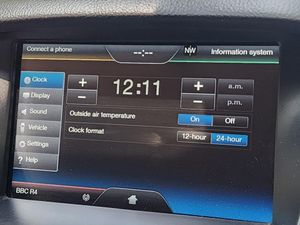 Connect a phone
--:--
NW
Information system
Clock
Display
Sound
Vehicle
Settings
Help
+
12:11
+
a.m.
–
–
p.m.
Outside air temperature
On
Off
Clock format
12-hour
24-hour
BBC R4